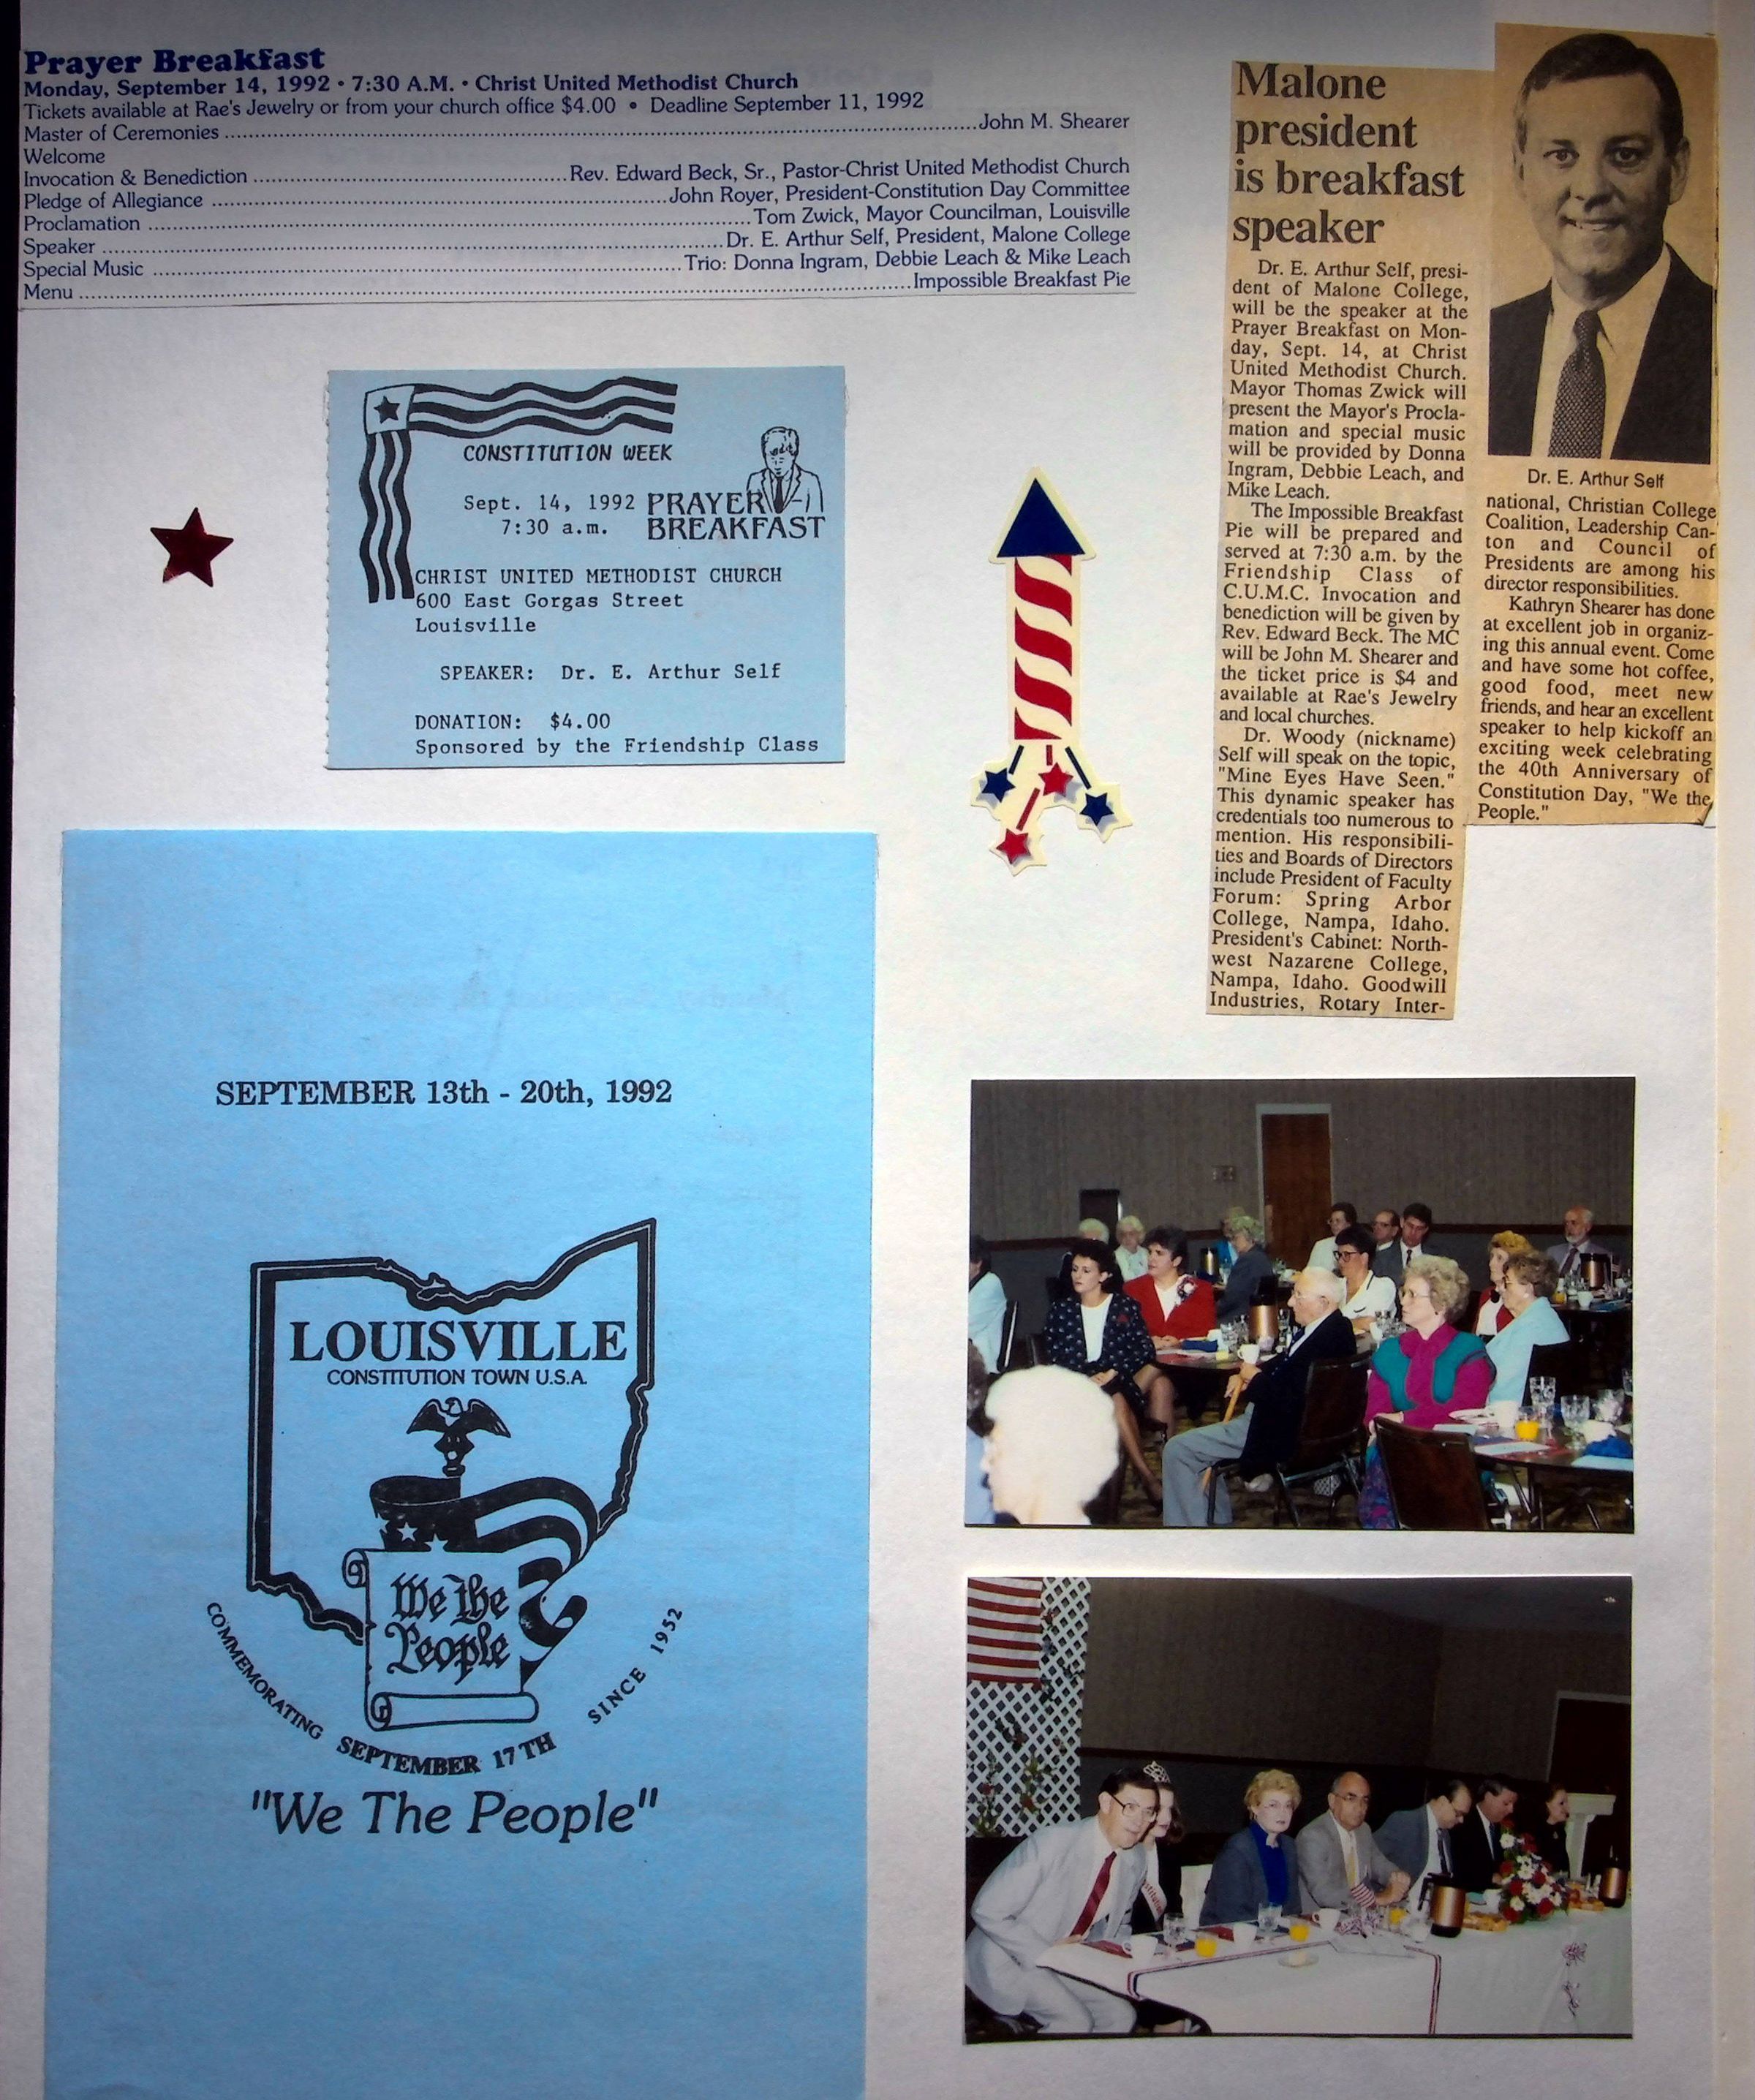 Prayer Breakfast
Monday, September 14, 1992 • 7:30 A.M. • Christ United Methodist Church
Tickets available at Rae's Jewelry or from your church office $4.00 • Deadline September 11, 1992
Master of Ceremonies ........ John M. Shearer
Welcome
Invocation & Benediction ........ Rev. Edward Beck, Sr., Pastor-Christ United Methodist Church
Pledge of Allegiance ........ John Royer, President-Constitution Day Committee
Proclamation ........ Tom Zwick, Mayor Councilman, Louisville
Speaker ........ Dr. E. Arthur Self, President, Malone College
Special Music ........ Trio: Donna Ingram, Debbie Leach & Mike Leach
Menu ........ Impossible Breakfast Pie
CONSTITUTION WEEK
Sept. 14, 1992 PRAYER
7:30 a.m. BREAKFAST
CHRIST UNITED METHODIST CHURCH
600 East Gorgas Street
Louisville
SPEAKER: Dr. E. Arthur Self
DONATION: $4.00
Sponsored by the Friendship Class
Malone
president
is breakfast
speaker
Dr. E. Arthur Self, presi-
dent of Malone College,
will be the speaker at the
Prayer Breakfast on Mon-
day, Sept. 14, at Christ
United Methodist Church.
Mayor Thomas Zwick will
present the Mayor's Procla-
mation and special music
will be provided by Donna
Ingram, Debbie Leach, and
Mike Leach.
The Impossible Breakfast
Pie will be prepared and
served at 7:30 a.m. by the
Friendship Class of
C.U.M.C. Invocation and
benediction will be given by
Rev. Edward Beck. The MC
will be John M. Shearer and
the ticket price is $4 and
available at Rae's Jewelry
and local churches.
Dr. Woody (nickname)
Self will speak on the topic,
"Mine Eyes Have Seen."
This dynamic speaker has
credentials too numerous to
mention. His responsibili-
ties and Boards of Directors
include President of Faculty
Forum: Spring Arbor
College, Nampa, Idaho.
President's Cabinet: North-
west Nazarene College,
Nampa, Idaho. Goodwill
Industries, Rotary Inter-
Dr. E. Arthur Self
national, Christian College
Coalition, Leadership Can-
ton and Council of
Presidents are among his
director responsibilities.
Kathryn Shearer has done
at excellent job in organiz-
ing this annual event. Come
and have some hot coffee,
good food, meet new
friends, and hear an excellent
speaker to help kickoff an
exciting week celebrating
the 40th Anniversary of
Constitution Day, "We the
People."
SEPTEMBER 13th - 20th, 1992
LOUISVILLE
CONSTITUTION TOWN U.S.A.
We the
People
COMMEMORATING SEPTEMBER 17TH SINCE 1952
"We The People"